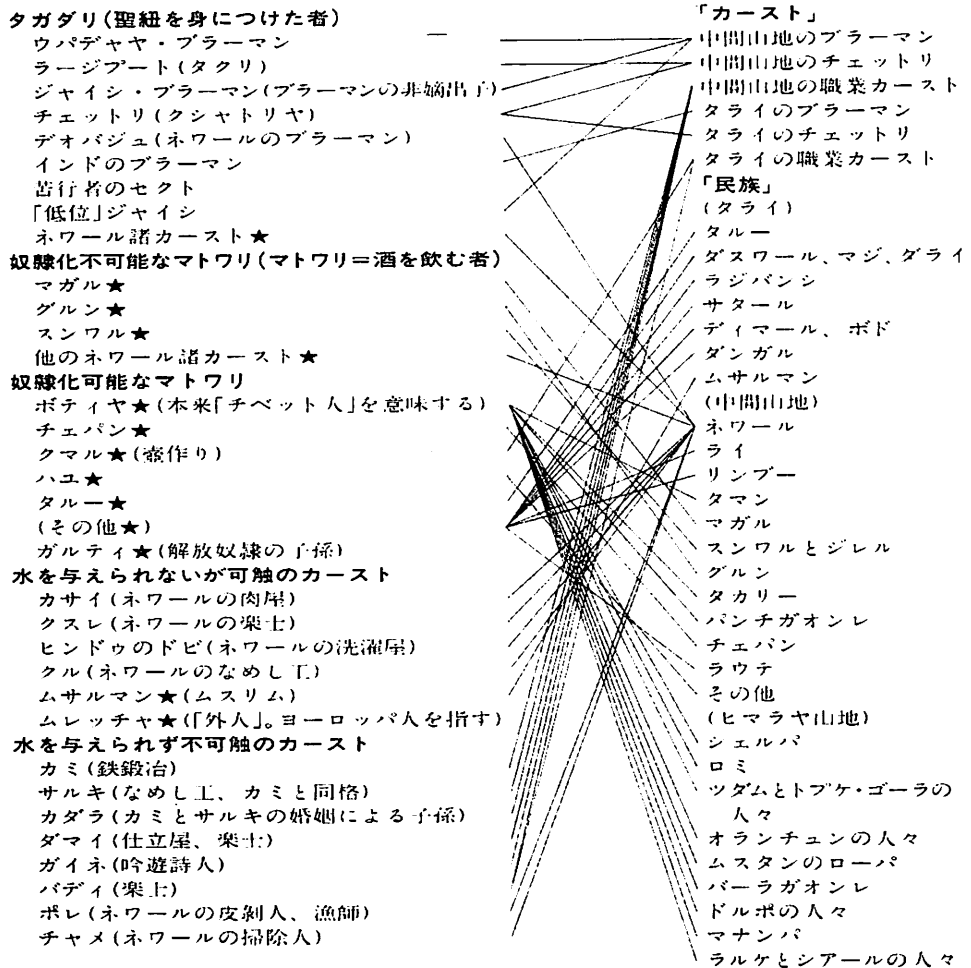 タガダリ(聖紐を身につけた者)
ウパデャヤ・ブラーマン
ラージプート(タクリ)
ジャイシ・ブラーマン(ブラーマンの非嫡出子)
チェットリ(クシャトリヤ)
デオバジュ(ネワールのブラーマン)
インドのブラーマン
苦行者のセクト
「低位」ジャイシ
ネワール諸カースト★
奴隷化不可能なマトワリ(マトワリ=酒を飲む者)
マガル★
グルン★
スンワル★
他のネワール諸カースト★
奴隷化可能なマトワリ
ボティヤ★(本来「チベット人」を意味する)
チェパン★
クマル★(壺作り)
ハユ★
タルー★
(その他★)
ガルティ★(解放奴隷の子孫)
水を与えられないが可触のカースト
カサイ(ネワールの肉屋)
クスレ(ネワールの楽士)
ヒンドゥのドビ(ネワールの洗濯屋)
クル(ネワールのなめし工)
ムサルマン★(ムスリム)
ムレッチャ★(「外人」。ヨーロッパ人を指す)
水を与えられず不可触のカースト
カミ(鉄鍛冶)
サルキ(なめし工、カミと同格)
カダラ(カミとサルキの婚姻による子孫)
ダマイ(仕立屋、楽士)
ガイネ(吟遊詩人)
バディ(楽士)
ポレ(ネワールの皮剥人、漁師)
チャメ(ネワールの掃除人)
「カースト」
中間山地のブラーマン
中間山地のチェットリ
中間山地の職業カースト
タライのブラーマン
タライのチェットリ
タライの職業カースト
「民族」
(タライ)
タルー
ダスワール、マジ、ダライ
ラジバンシ
サタール
ディマール、ボド
ダンガル
ムサルマン
(中間山地)
ネワール
ライ
リンブー
タマン
マガル
スンワルとジレル
グルン
タカリー
パンチガオンレ
チェパン
ラウテ
その他
(ヒマラヤ山地)
シェルパ
ロミ
ツダムとトプケ・ゴーラの
人々
オランチュンの人々
ムスタンのローパ
バーラガオンレ
ドルポの人々
マナンバ
ラルケとシアールの人々